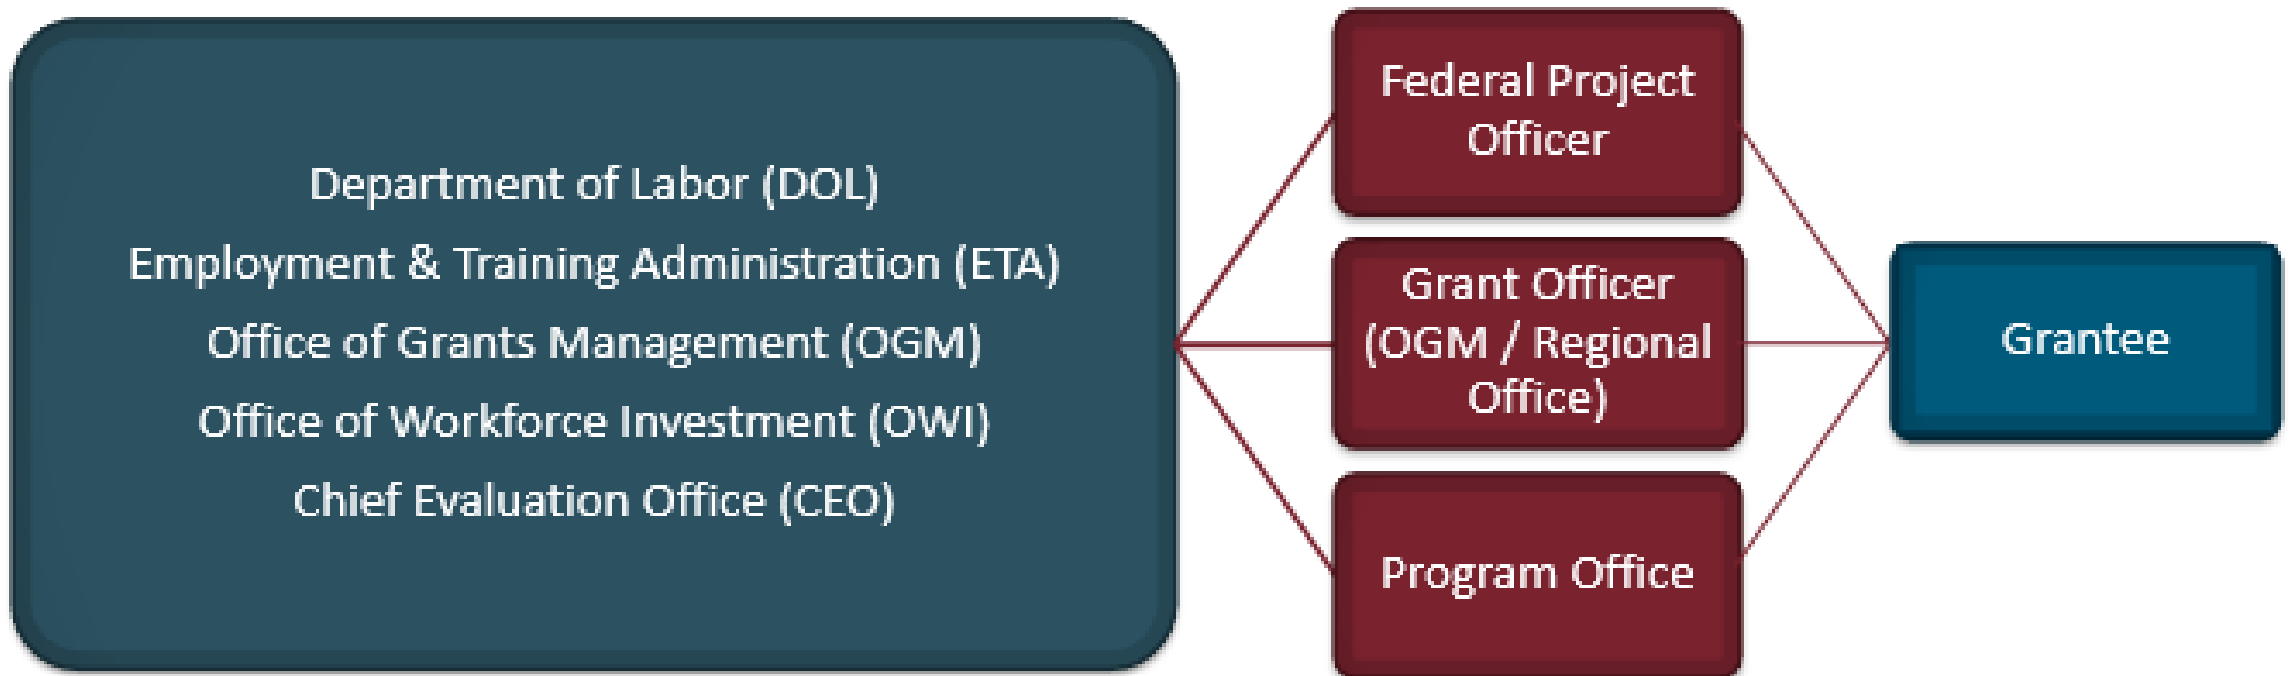 Department of Labor (DOL)
Employment & Training Administration (ETA)
Office of Grants Management (OGM)
Office of Workforce Investment (OWI)
Chief Evaluation Office (CEO)
Federal Project
Officer
Grant Officer
(OGM / Regional
Office)
Program Office
Grantee